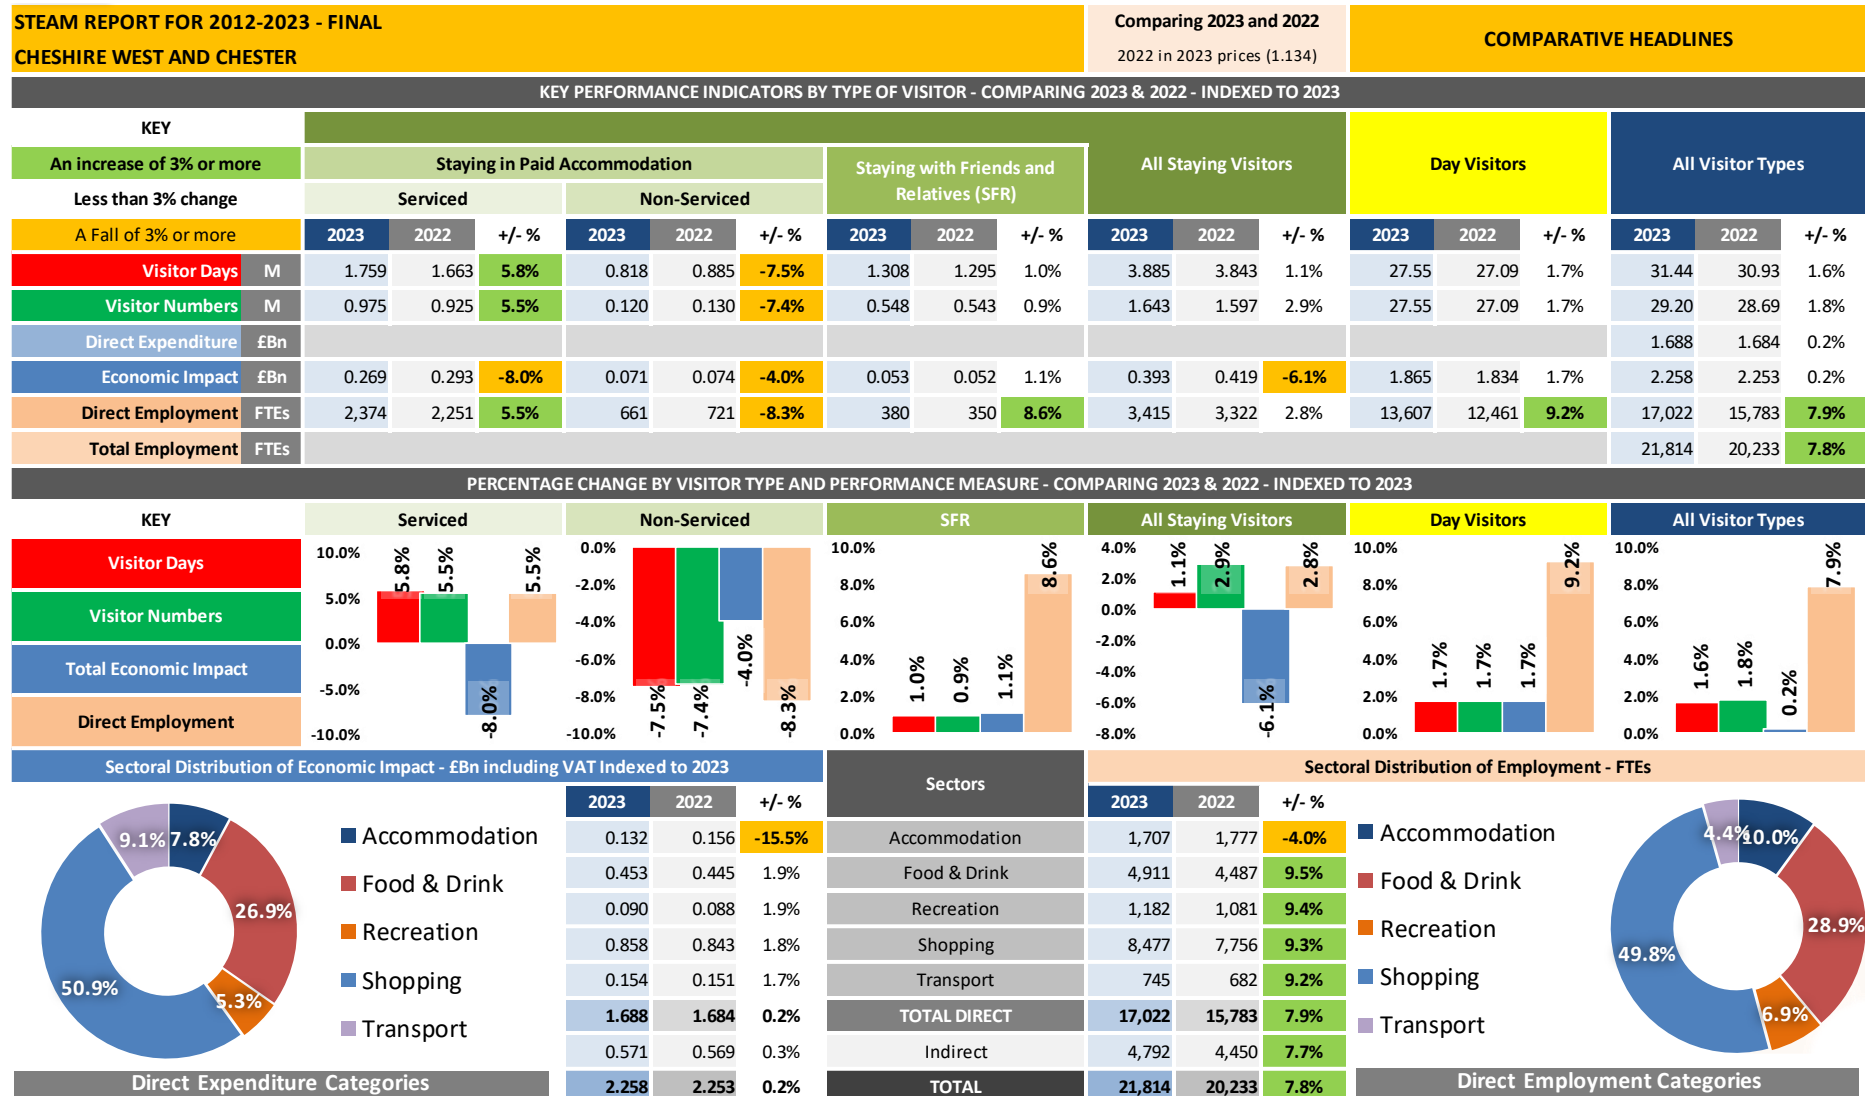 STEAM REPORT FOR 2012-2023 - FINAL
CHESHIRE WEST AND CHESTER
Comparing 2023 and 2022
2022 in 2023 prices (1.134)
COMPARATIVE HEADLINES
KEY PERFORMANCE INDICATORS BY TYPE OF VISITOR - COMPARING 2023 & 2022 - INDEXED TO 2023
KEY
An increase of 3% or more
Less than 3% change
A Fall of 3% or more
Staying in Paid Accommodation
Serviced Non-Serviced
Staying with Friends and
Relatives (SFR)
All Staying Visitors
Day Visitors
All Visitor Types
2023 2022 +/- % 2023 2022 +/- % 2023 2022 +/- % 2023 2022 +/- % 2023 2022 +/- % 2023 2022 +/- %
Visitor Days M 1.759 1.663 5.8% 0.818 0.885 -7.5% 1.308 1.295 1.0% 3.885 3.843 1.1% 27.55 27.09 1.7% 31.44 30.93 1.6%
Visitor Numbers M 0.975 0.925 5.5% 0.120 0.130 -7.4% 0.548 0.543 0.9% 1.643 1.597 2.9% 27.55 27.09 1.7% 29.20 28.69 1.8%
Direct Expenditure £Bn 1.688 1.684 0.2%
Economic Impact £Bn 0.269 0.293 -8.0% 0.071 0.074 -4.0% 0.053 0.052 1.1% 0.393 0.419 -6.1% 1.865 1.834 1.7% 2.258 2.253 0.2%
Direct Employment FTEs 2,374 2,251 5.5% 661 721 -8.3% 380 350 8.6% 3,415 3,322 2.8% 13,607 12,461 9.2% 17,022 15,783 7.9%
Total Employment FTEs 21,814 20,233 7.8%
PERCENTAGE CHANGE BY VISITOR TYPE AND PERFORMANCE MEASURE - COMPARING 2023 & 2022 - INDEXED TO 2023
KEY
Visitor Days
Visitor Numbers
Total Economic Impact
Direct Employment
Serviced
10.0%
5.0%
0.0%
-5.0%
-10.0%
5.8% 5.5% -8.0% 5.5%
Non-Serviced
0.0%
-2.0%
-4.0%
-6.0%
-8.0%
-10.0%
-7.5% -7.4% -4.0% -8.3%
SFR
10.0%
8.0%
6.0%
4.0%
2.0%
0.0%
1.0% 0.9% 1.1% 8.6%
All Staying Visitors
4.0%
2.0%
0.0%
-2.0%
-4.0%
-6.0%
-8.0%
1.1% 2.9% -6.1% 2.8%
Day Visitors
10.0%
8.0%
6.0%
4.0%
2.0%
0.0%
1.7% 1.7% 1.7% 9.2%
All Visitor Types
10.0%
8.0%
6.0%
4.0%
2.0%
0.0%
1.6% 1.8% 0.2% 7.9%
Sectoral Distribution of Economic Impact - £Bn including VAT Indexed to 2023
Sectors
Sectoral Distribution of Employment - FTEs
9.1% 7.8%
26.9%
5.3%
50.9%
Accommodation
Food & Drink
Recreation
Shopping
Transport
Direct Expenditure Categories
2023 2022 +/- % 2023 2022 +/- %
0.132 0.156 -15.5% Accommodation 1,707 1,777 -4.0%
0.453 0.445 1.9% Food & Drink 4,911 4,487 9.5%
0.090 0.088 1.9% Recreation 1,182 1,081 9.4%
0.858 0.843 1.8% Shopping 8,477 7,756 9.3%
0.154 0.151 1.7% Transport 745 682 9.2%
1.688 1.684 0.2% TOTAL DIRECT 17,022 15,783 7.9%
0.571 0.569 0.3% Indirect 4,792 4,450 7.7%
2.258 2.253 0.2% TOTAL 21,814 20,233 7.8%
Accommodation
Food & Drink
Recreation
Shopping
Transport
4.4% 10.0%
28.9%
49.8%
6.9%
Direct Employment Categories